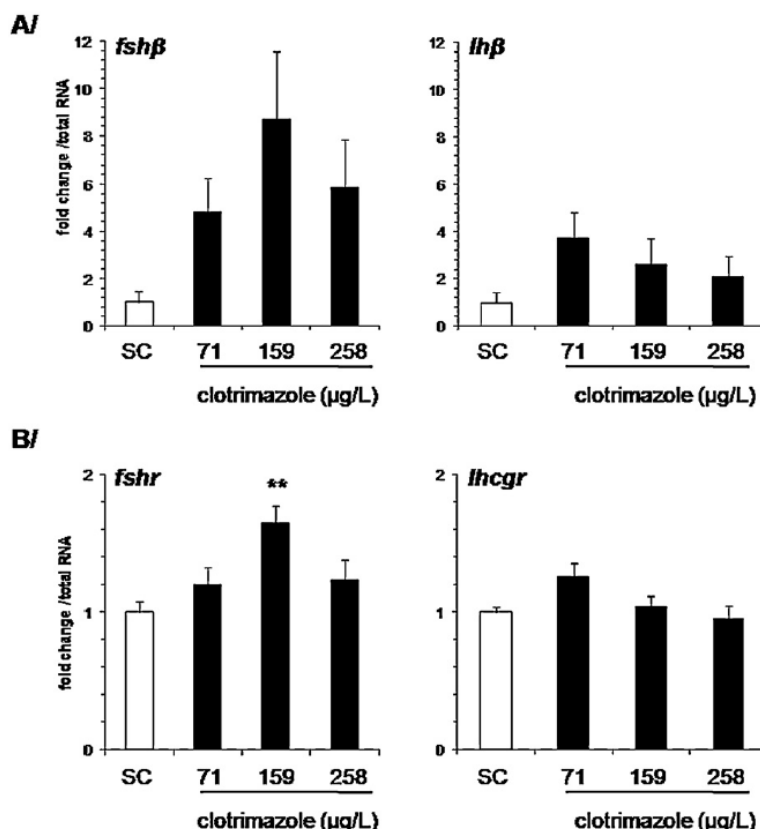 A/
fshβ
lhβ
fold change /total RNA
12
10
8
6
4
2
0
12
10
8
6
4
2
0
SC 71 159 258
SC 71 159 258
clotrimazole (µg/L)
clotrimazole (µg/L)
B/
fshr
lhcgr
**
fold change /total RNA
2
1
0
2
1
0
SC 71 159 258
SC 71 159 258
clotrimazole (µg/L)
clotrimazole (µg/L)